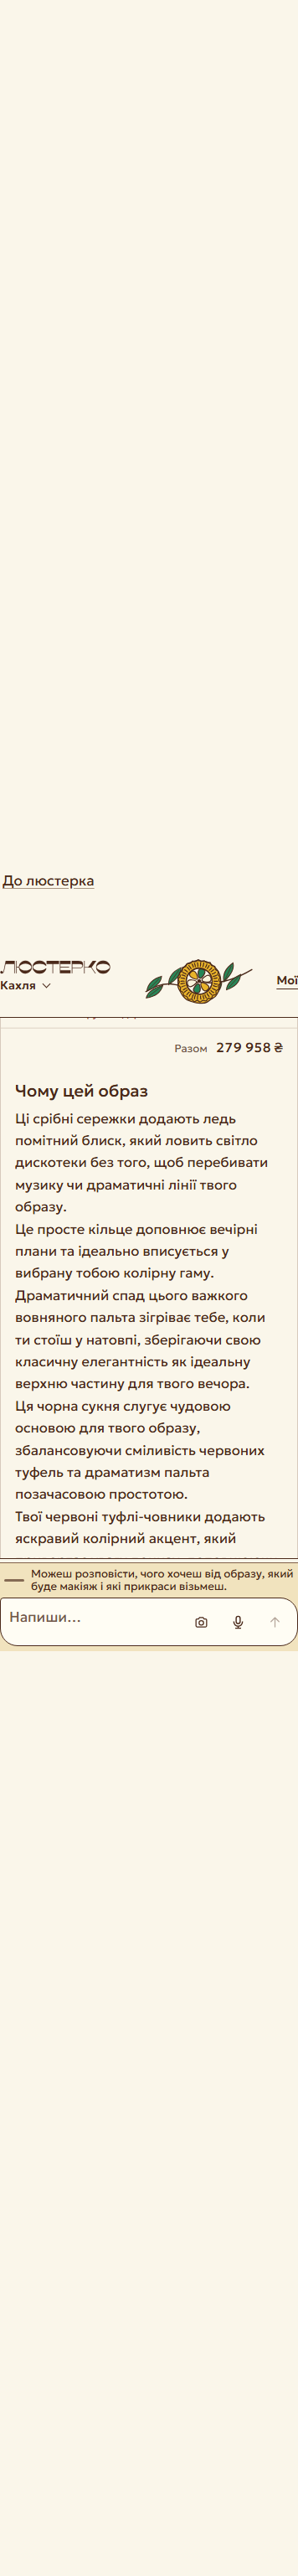 До люстерка
ЛЮСТЕРКО
Кахля
Мої
Разом 279 958 ₴
Чому цей образ
Ці срібні сережки додають ледь
помітний блиск, який ловить світло
дискотеки без того, щоб перебивати
музику чи драматичні лінії твого
образу.
Це просте кільце доповнює вечірні
плани та ідеально вписується у
вибрану тобою колірну гаму.
Драматичний спад цього важкого
вовняного пальта зігріває тебе, коли
ти стоїш у натовпі, зберігаючи свою
класичну елегантність як ідеальну
верхню частину для твого вечора.
Ця чорна сукня слугує чудовою
основою для твого образу,
збалансовуючи сміливість червоних
туфель та драматизм пальта
позачасовою простотою.
Твої червоні туфлі-човники додають
яскравий колірний акцент, який
Можеш розповісти, чого хочеш від образу, який
буде макіяж і які прикраси візьмеш.
Напиши...